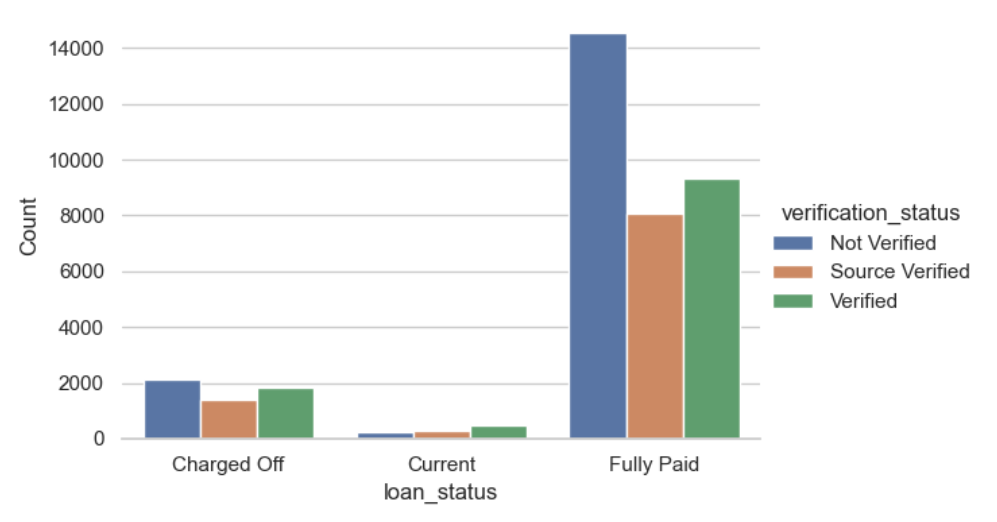 14000
12000
10000
8000
6000
4000
2000
0
Count
Charged Off
Current
Fully Paid
loan_status
verification_status
Not Verified
Source Verified
Verified